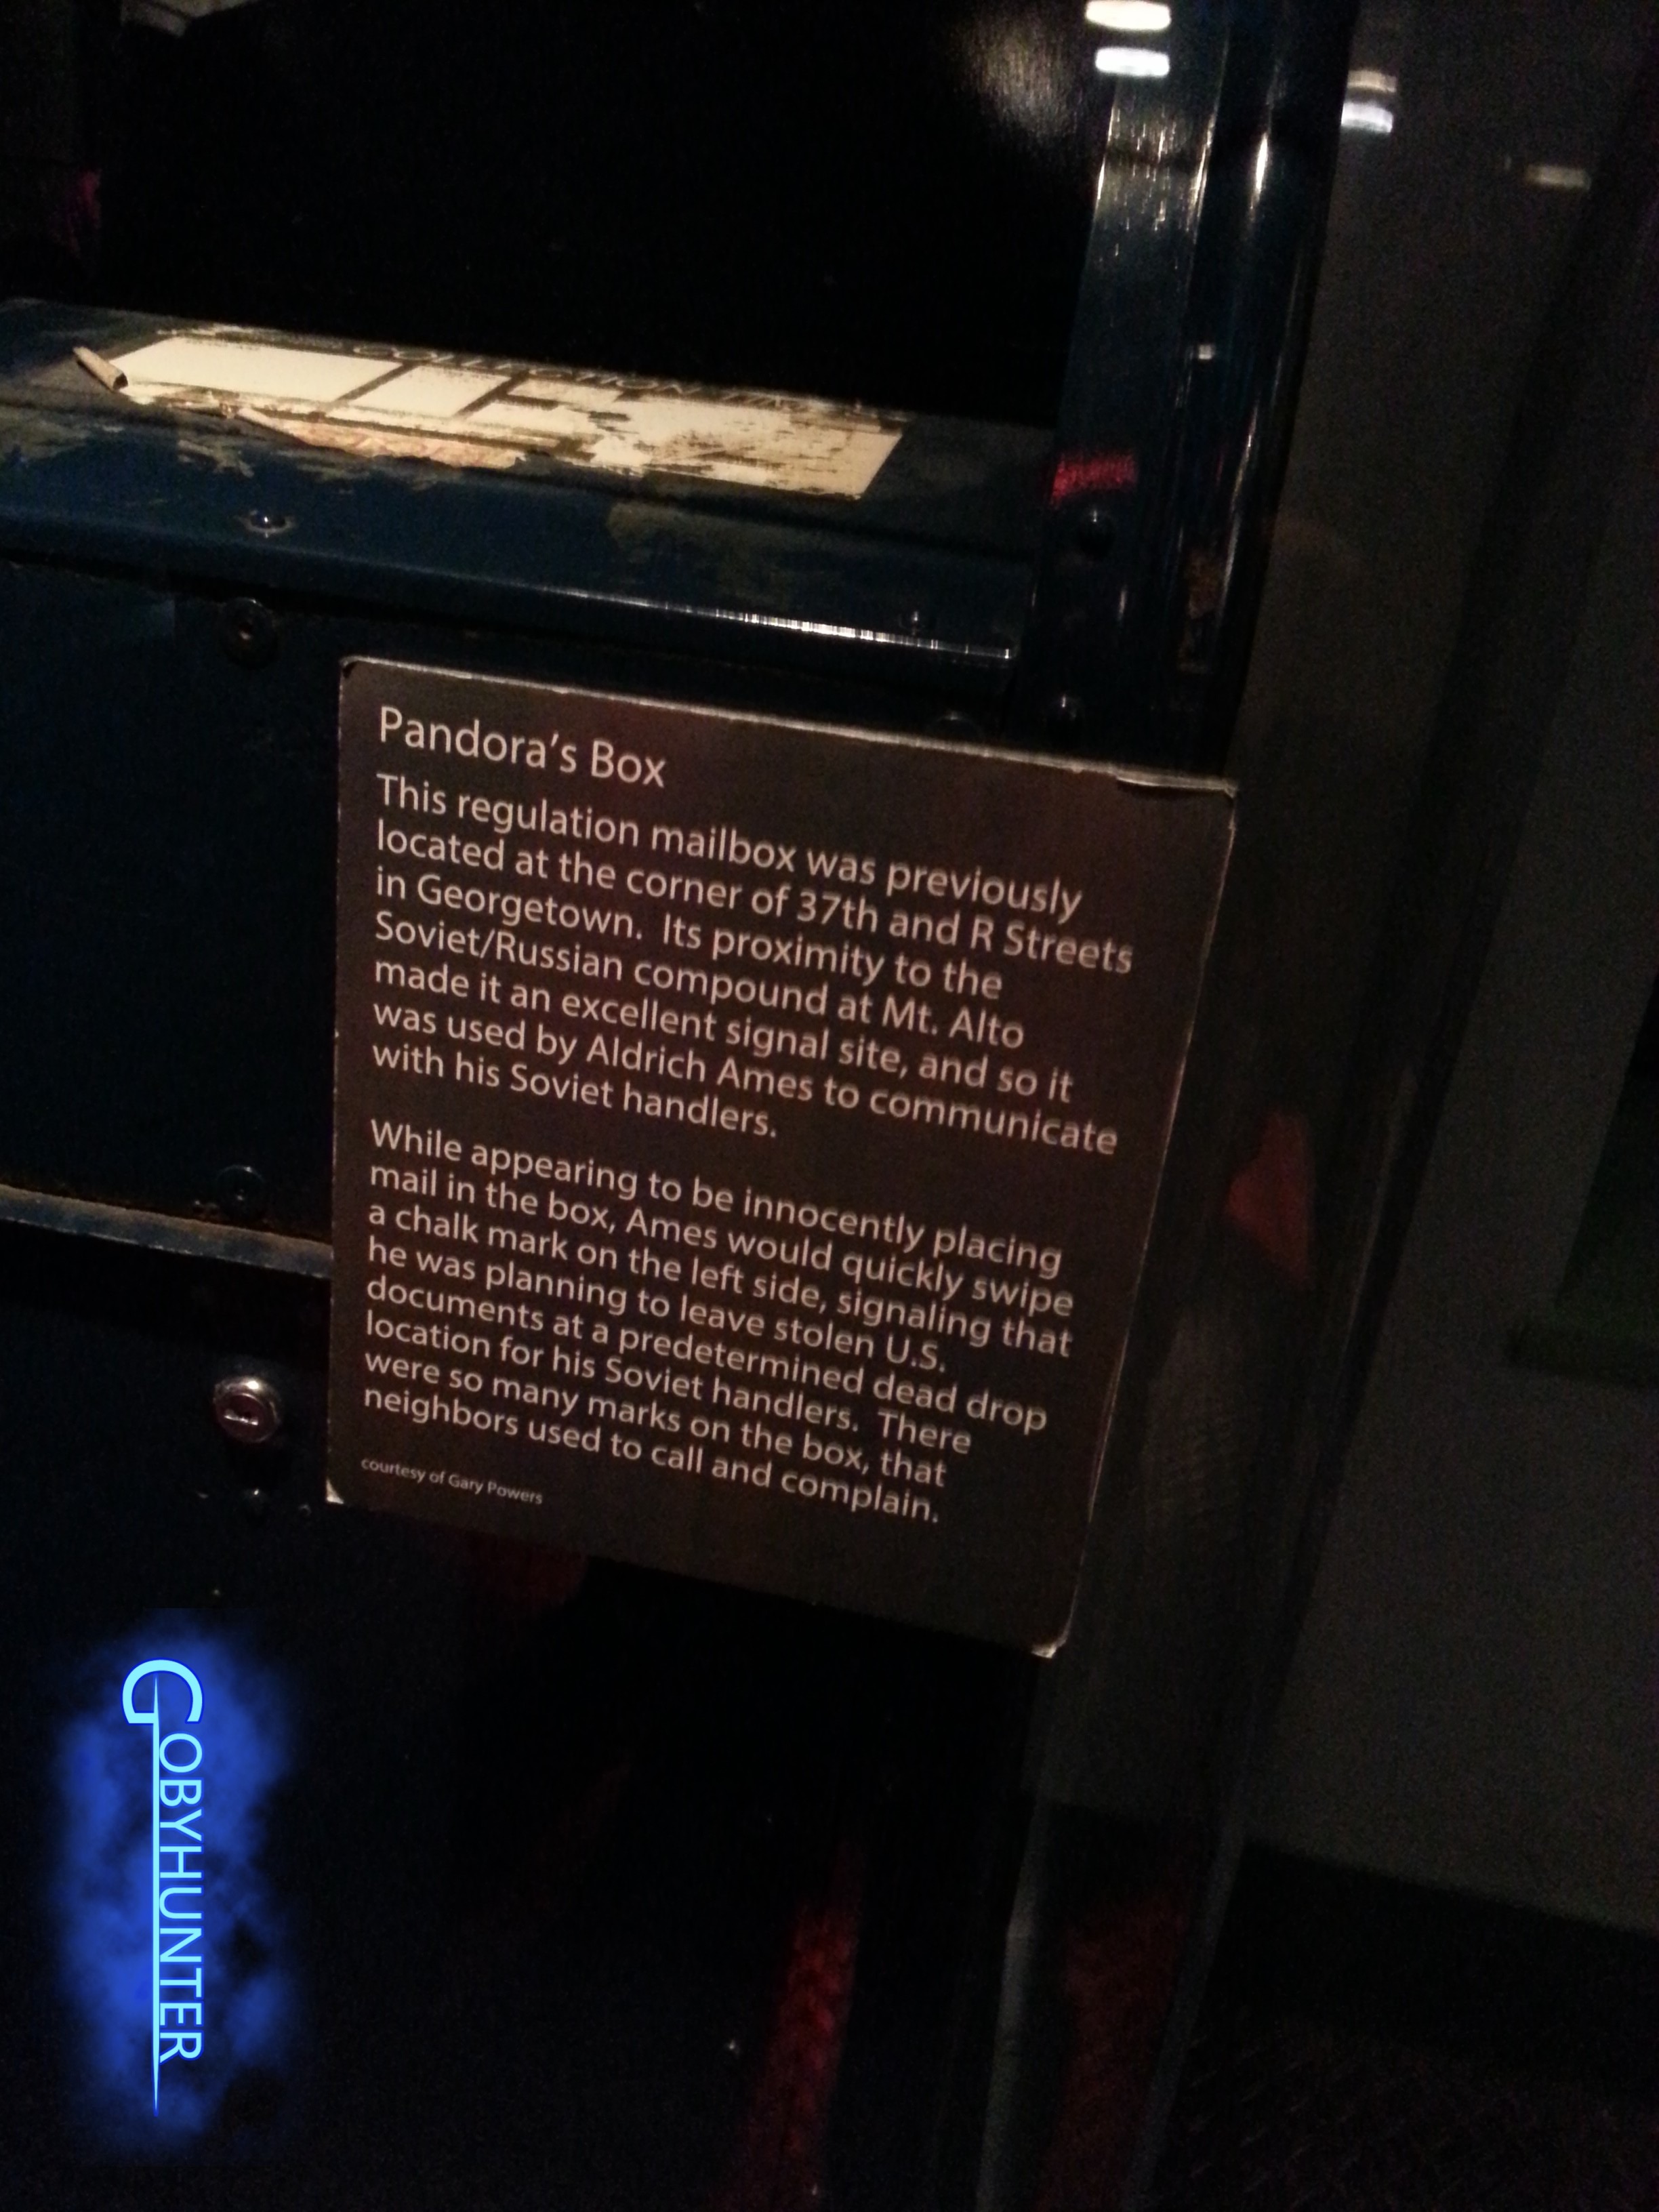 COLLECTION TIMES
Pandora's Box
This regulation mailbox was previously
located at the corner of 37th and R Streets
in Georgetown. Its proximity to the
Soviet/Russian compound at Mt. Alto
made it an excellent signal site, and so it
was used by Aldrich Ames to communicate
with his Soviet handlers.
While appearing to be innocently placing
mail in the box, Ames would quickly swipe
a chalk mark on the left side, signaling that
he was planning to leave stolen U.S.
documents at a predetermined dead drop
location for his Soviet handlers. There
were so many marks on the box, that
neighbors used to call and complain.
courtesy of Gary Powers
GOBYHUNTER